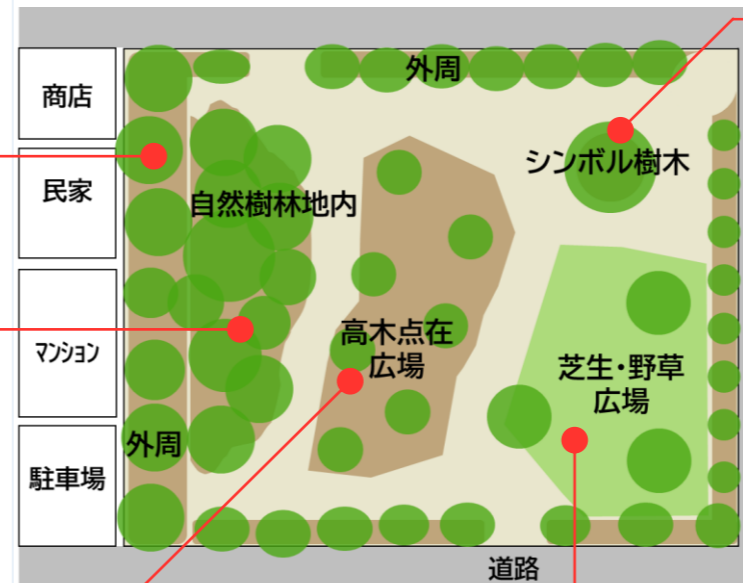 外周
商店
シンボル樹木
民家
自然樹林地内
高木点在
広場
マンション
芝生・野草
広場
外周
駐車場
道路